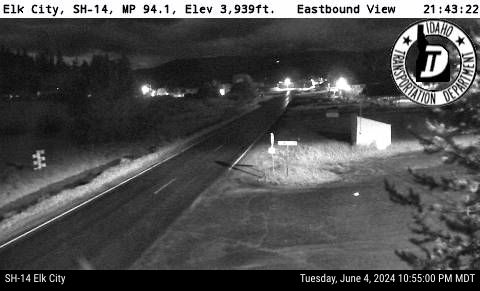 Elk City, SH-14, MP 94.1, Elev 3,939ft. Eastbound View 21:43:22
IDAHO
TRANSPORTATION DEPARTMENT
SH-14 Elk City Tuesday, June 4, 2024 10:55:00 PM MDT